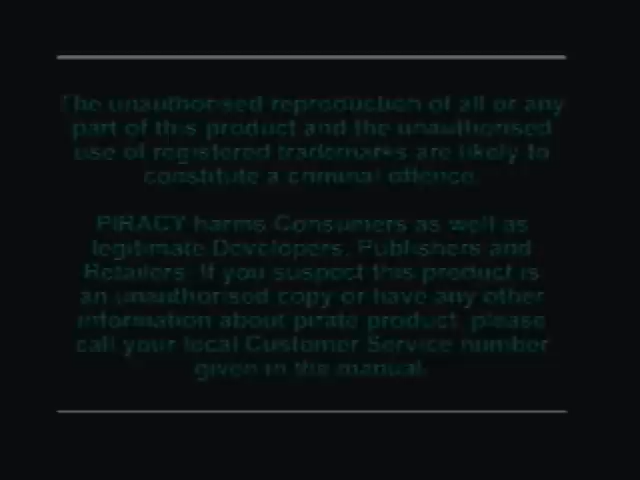 The unauthorised reproduction of all or any
part of this product and the unauthorised
use of registered trademarks are likely to
constitute a criminal offence.
PIRACY harms Consumers as well as
legitimate Developers, Publishers and
Retailers. If you suspect this product is
an unauthorised copy or have any other
information about pirate product, please
call your local Customer Service number
given in the manual.